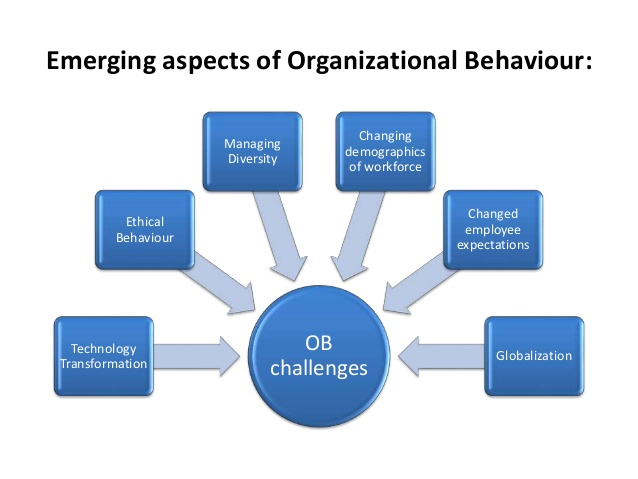 Emerging aspects of Organizational Behaviour:
Managing
Diversity
Changing
demographics
of workforce
Ethical
Behaviour
Changed
employee
expectations
Technology
Transformation
OB
challenges
Globalization